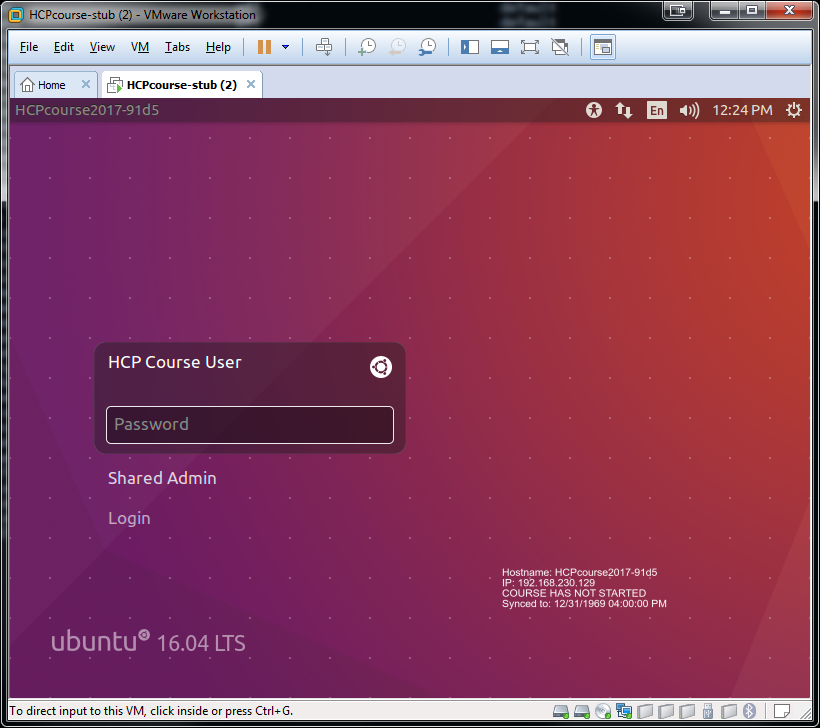 HCPcourse-stub (2) - VMware Workstation
default
default
File Edit View VM Tabs Help
Home HCPcourse-stub (2)
HCPcourse2017-91d5 En 12:24 PM
HCP Course User
Password
Shared Admin
Login
Hostname: HCPcourse2017-91d5
IP: 192.168.230.129
COURSE HAS NOT STARTED
Synced to: 12/31/1969 04:00:00 PM
ubuntu 16.04 LTS
To direct input to this VM, click inside or press Ctrl+G.